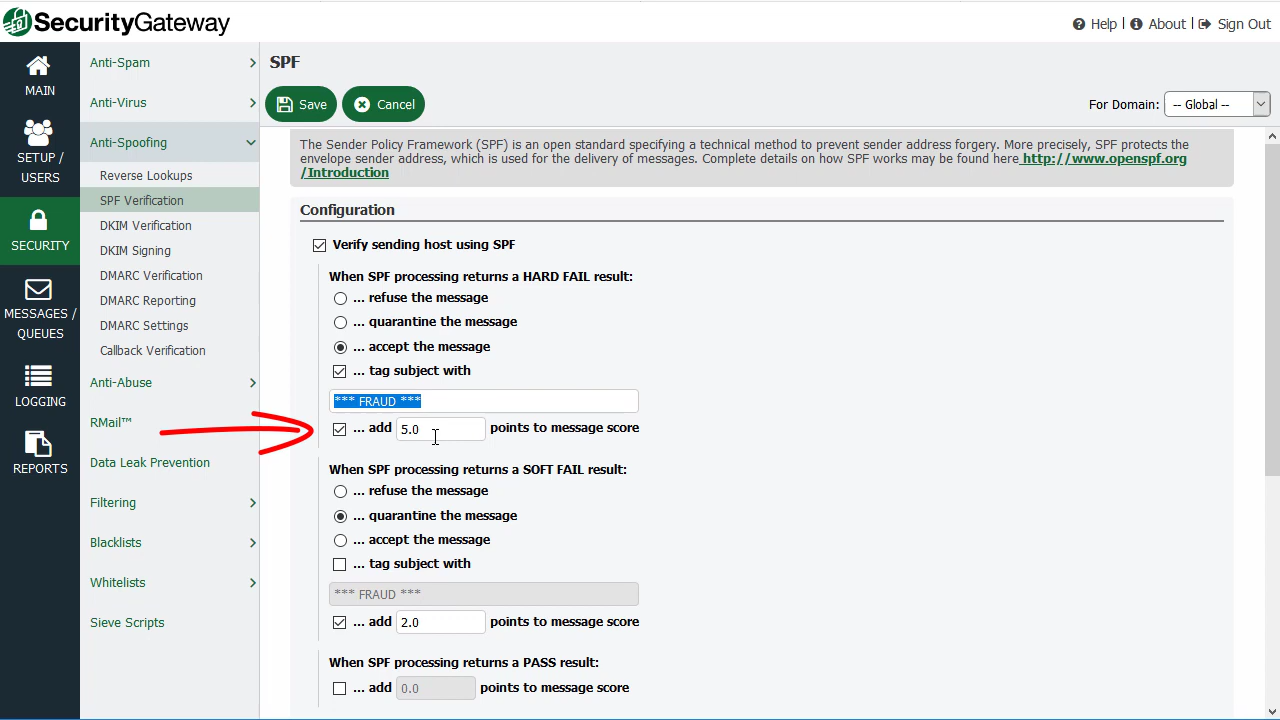 SecurityGateway
Help | About | Sign Out
MAIN
SETUP /
USERS
SECURITY
MESSAGES /
QUEUES
LOGGING
REPORTS
Anti-Spam
Anti-Virus
Anti-Spoofing
Reverse Lookups
SPF Verification
DKIM Verification
DKIM Signing
DMARC Verification
DMARC Reporting
DMARC Settings
Callback Verification
Anti-Abuse
RMail™
Data Leak Prevention
Filtering
Blacklists
Whitelists
Sieve Scripts
SPF
Save Cancel
For Domain: -- Global --
The Sender Policy Framework (SPF) is an open standard specifying a technical method to prevent sender address forgery. More precisely, SPF protects the
envelope sender address, which is used for the delivery of messages. Complete details on how SPF works may be found here http://www.openspf.org
/Introduction
Configuration
Verify sending host using SPF
When SPF processing returns a HARD FAIL result:
... refuse the message
... quarantine the message
... accept the message
... tag subject with
*** FRAUD ***
... add 5.0 points to message score
When SPF processing returns a SOFT FAIL result:
... refuse the message
... quarantine the message
... accept the message
... tag subject with
*** FRAUD ***
... add 2.0 points to message score
When SPF processing returns a PASS result:
... add 0.0 points to message score